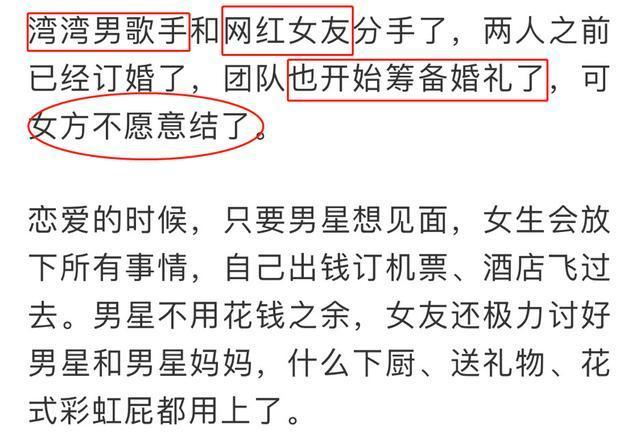 湾湾男歌手和网红女友分手了，两人之前
已经订婚了，团队也开始筹备婚礼了，可
女方不愿意结了。
恋爱的时候，只要男星想见面，女生会放
下所有事情，自己出钱订机票、酒店飞过
去。男星不用花钱之余，女友还极力讨好
男星和男星妈妈，什么下厨、送礼物、花
式彩虹屁都用上了。